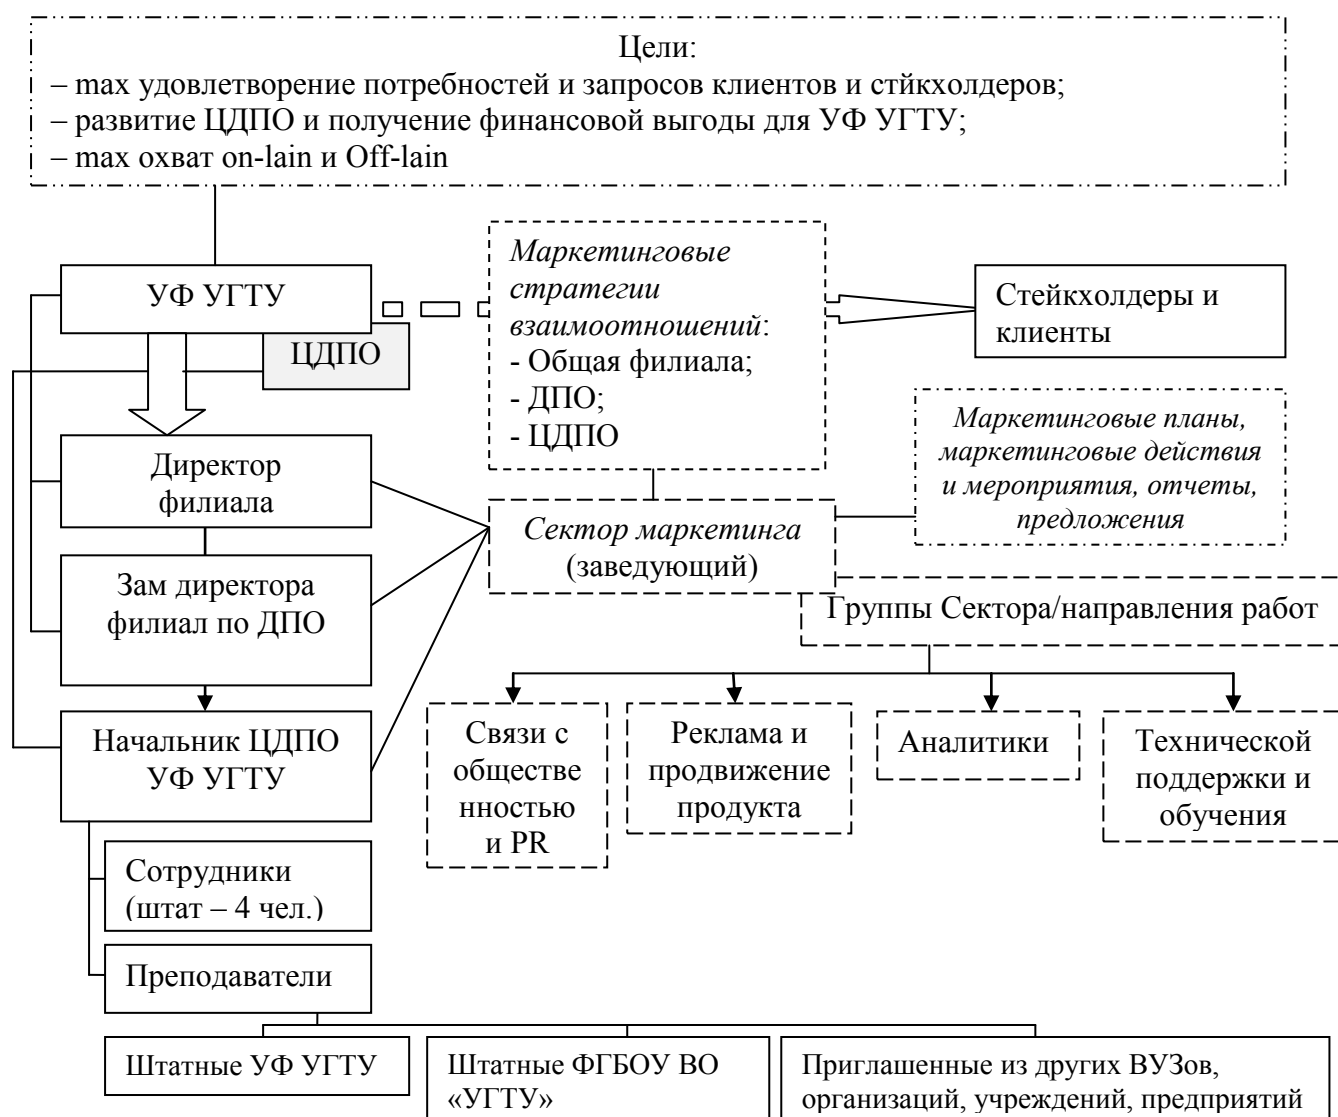 Цели:
– max удовлетворение потребностей и запросов клиентов и стйкхолдеров;
– развитие ЦДПО и получение финансовой выгоды для УФ УГТУ;
– max охват on-lain и Off-lain
УФ УГТУ
ЦДПО
Маркетинговые
стратегии
взаимоотношений:
- Общая филиала;
- ДПО;
- ЦДПО
Стейкхолдеры и
клиенты
Маркетинговые планы,
маркетинговые действия
и мероприятия, отчеты,
предложения
Директор
филиала
Сектор маркетинга
(заведующий)
Зам директора
филиал по ДПО
Группы Сектора/направления работ
Начальник ЦДПО
УФ УГТУ
Связи с
обществе
нностью
и PR
Реклама и
продвижение
продукта
Аналитики
Технической
поддержки и
обучения
Сотрудники
(штат – 4 чел.)
Преподаватели
Штатные УФ УГТУ
Штатные ФГБОУ ВО
«УГТУ»
Приглашенные из других ВУЗов,
организаций, учреждений, предприятий